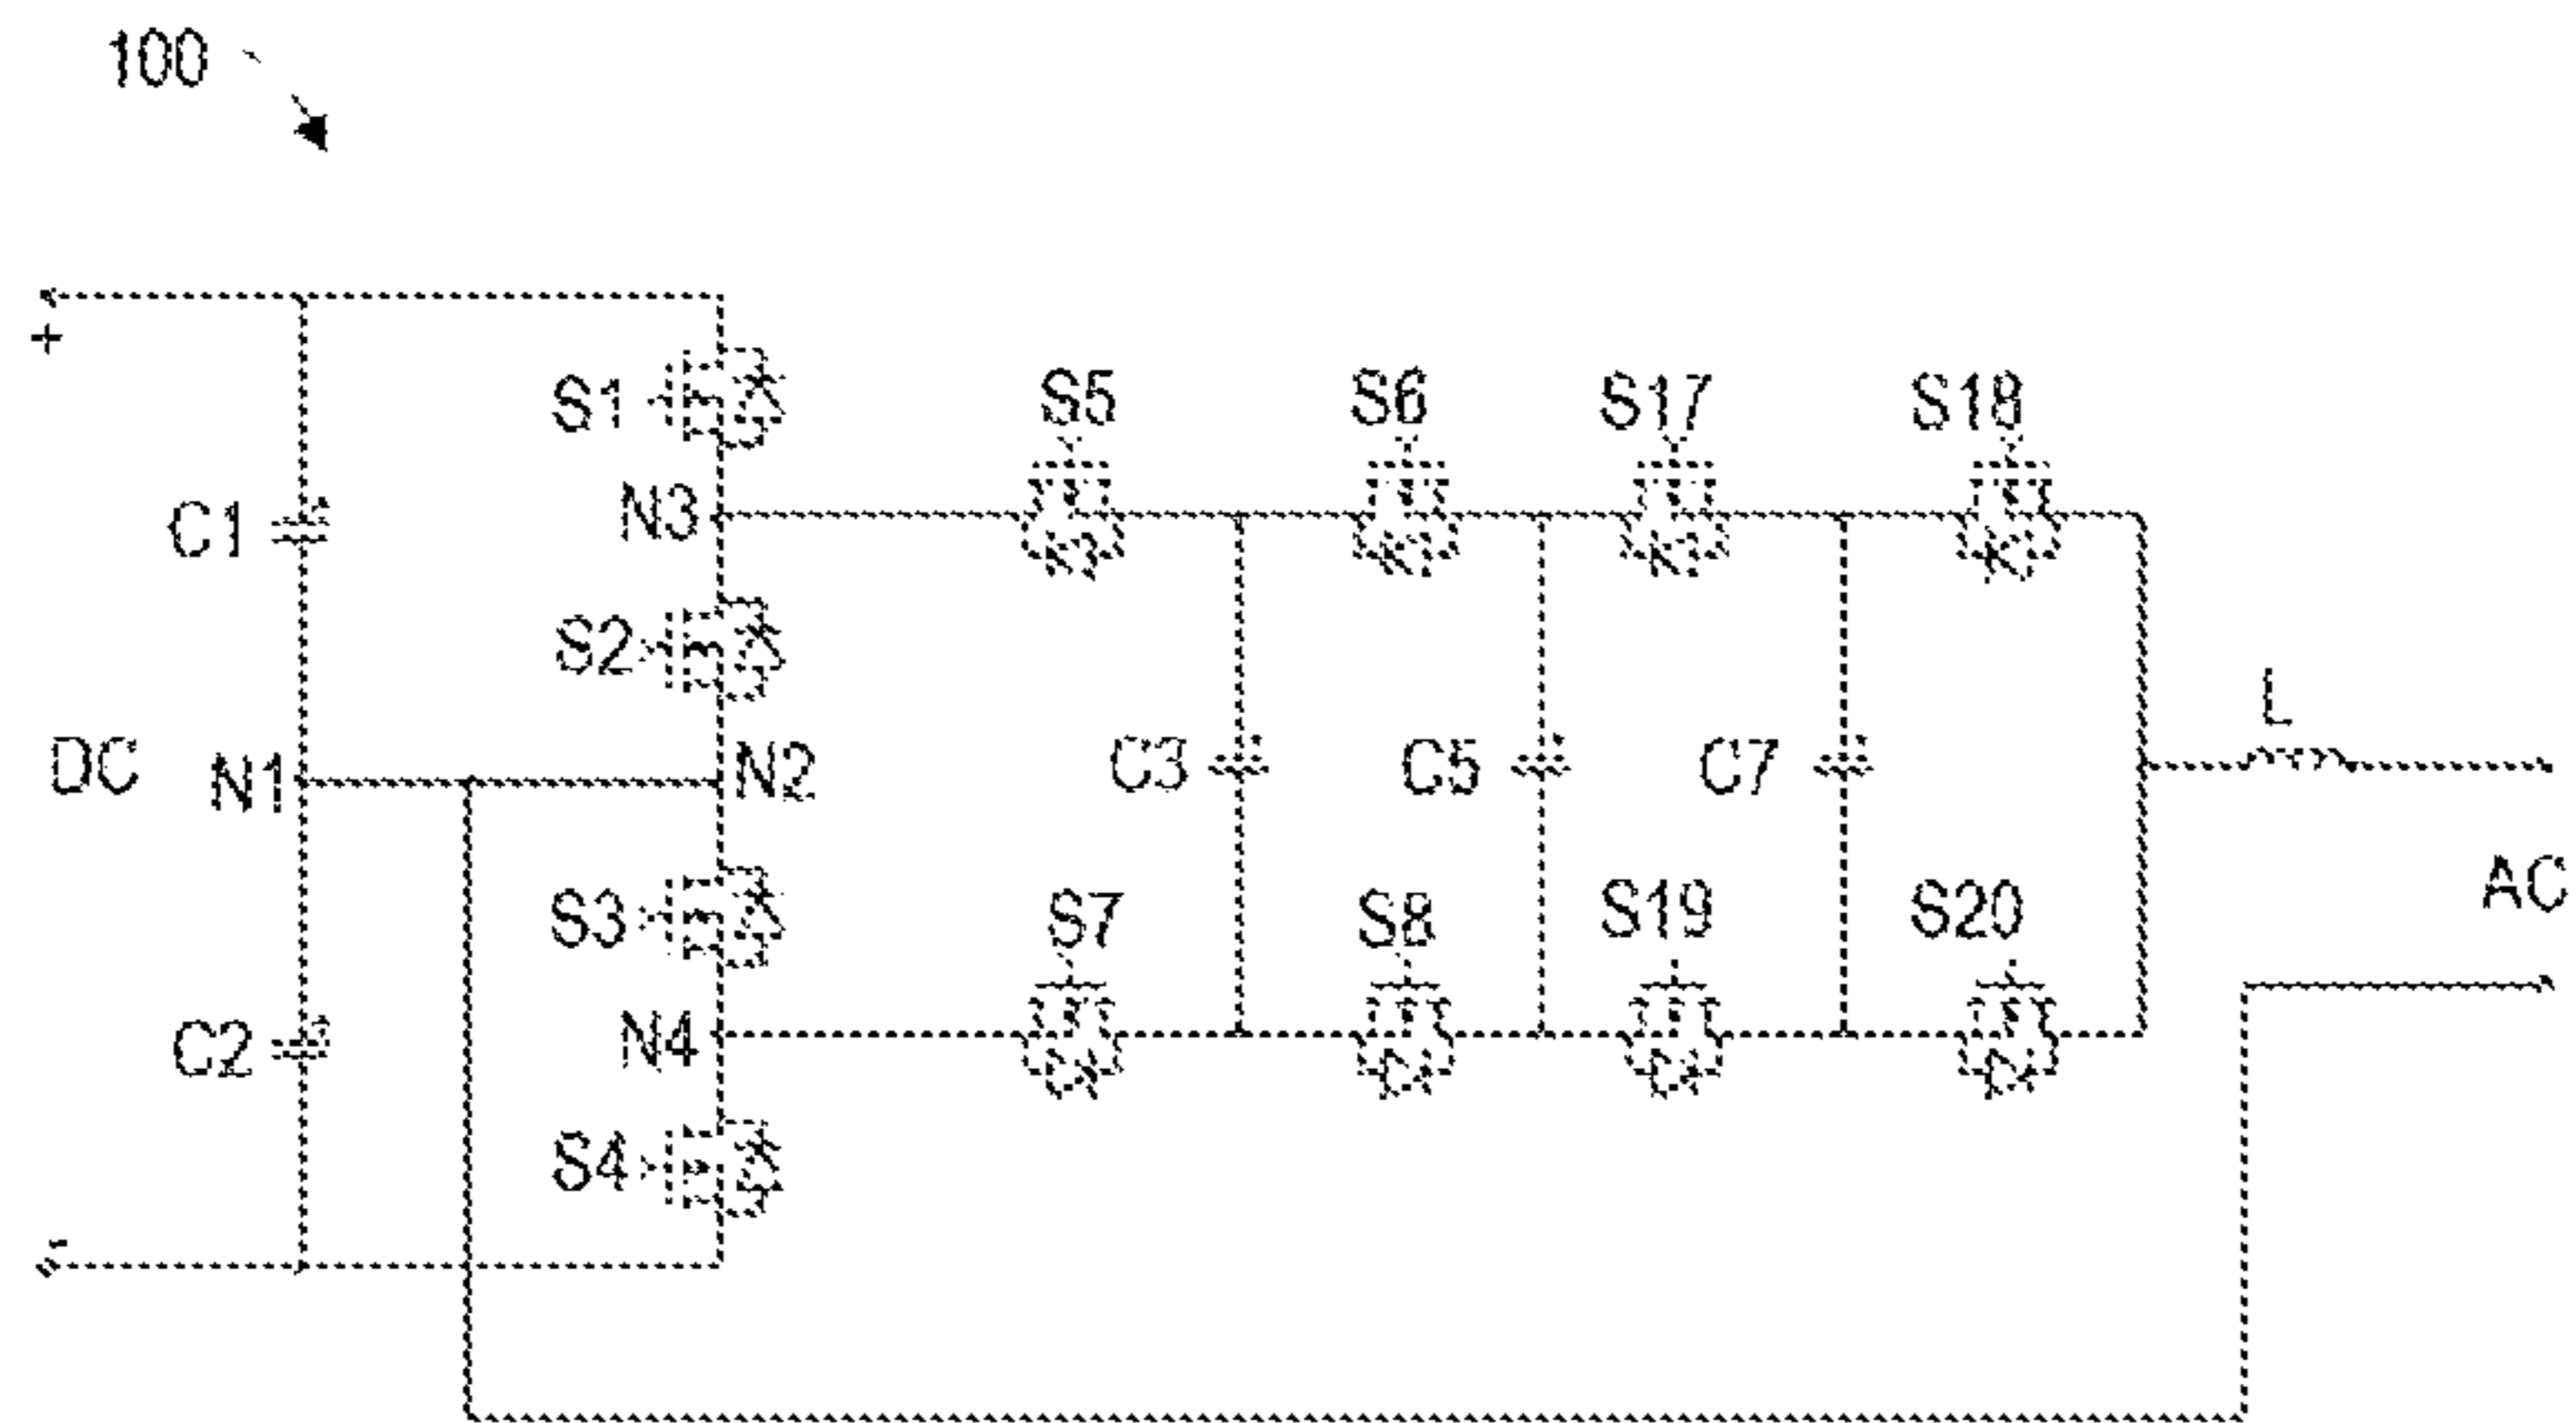 100
+
S1
S5
S6
S17
S18
C1
N3
S2
L
DC
N1
N2
C3
C5
C7
S3
S7
S8
S19
S20
AC
C2
N4
S4
-